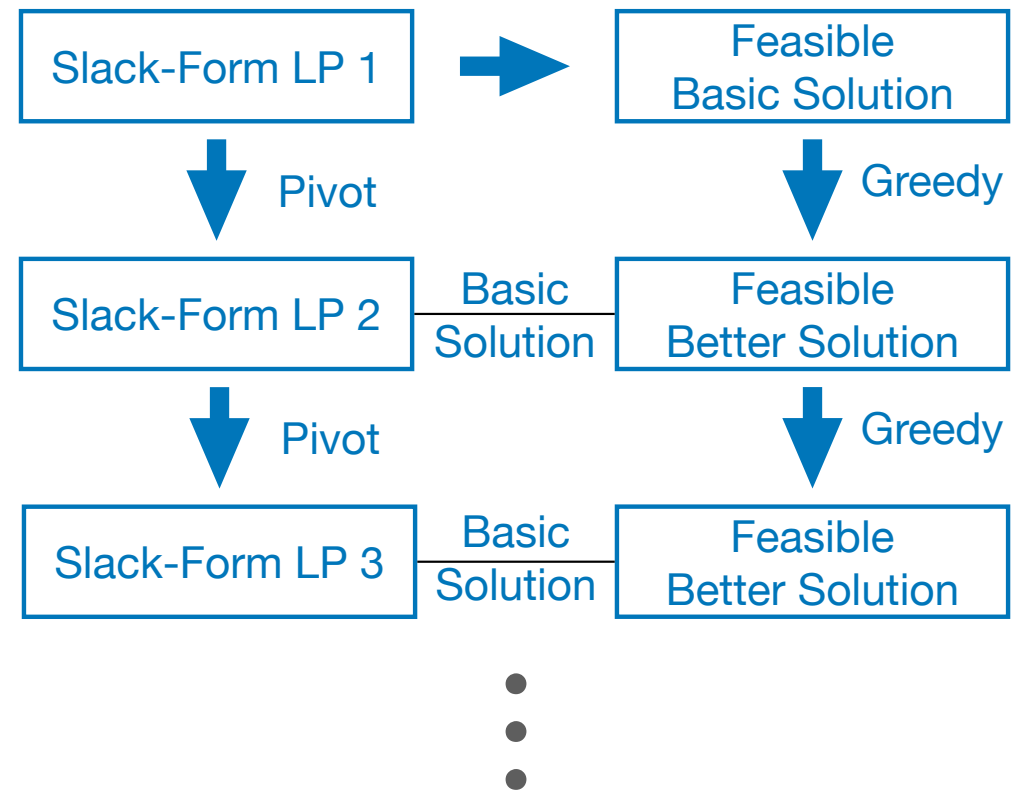 Slack-Form LP 1
Feasible
Basic Solution
Pivot
Greedy
Slack-Form LP 2
Basic
Solution
Feasible
Better Solution
Pivot
Greedy
Slack-Form LP 3
Basic
Solution
Feasible
Better Solution